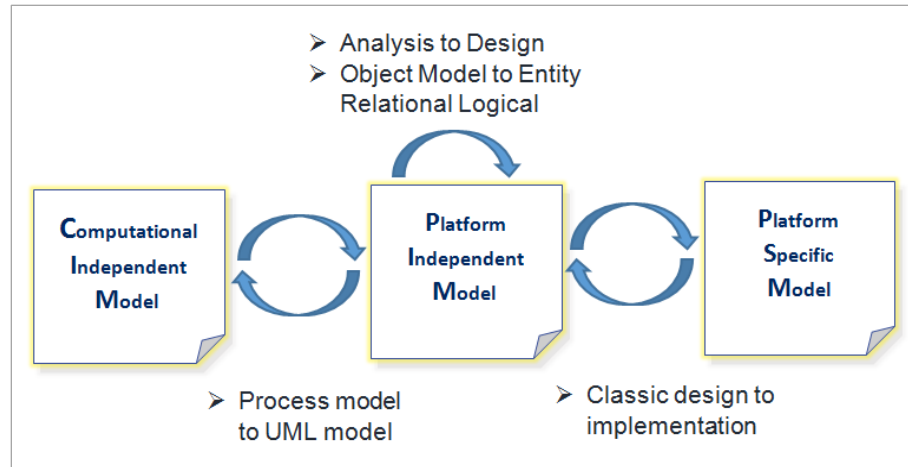 ➢ Analysis to Design
➢ Object Model to Entity
Relational Logical
Computational
Independent
Model
Platform
Independent
Model
Platform
Specific
Model
➢ Process model
to UML model
➢ Classic design to
implementation